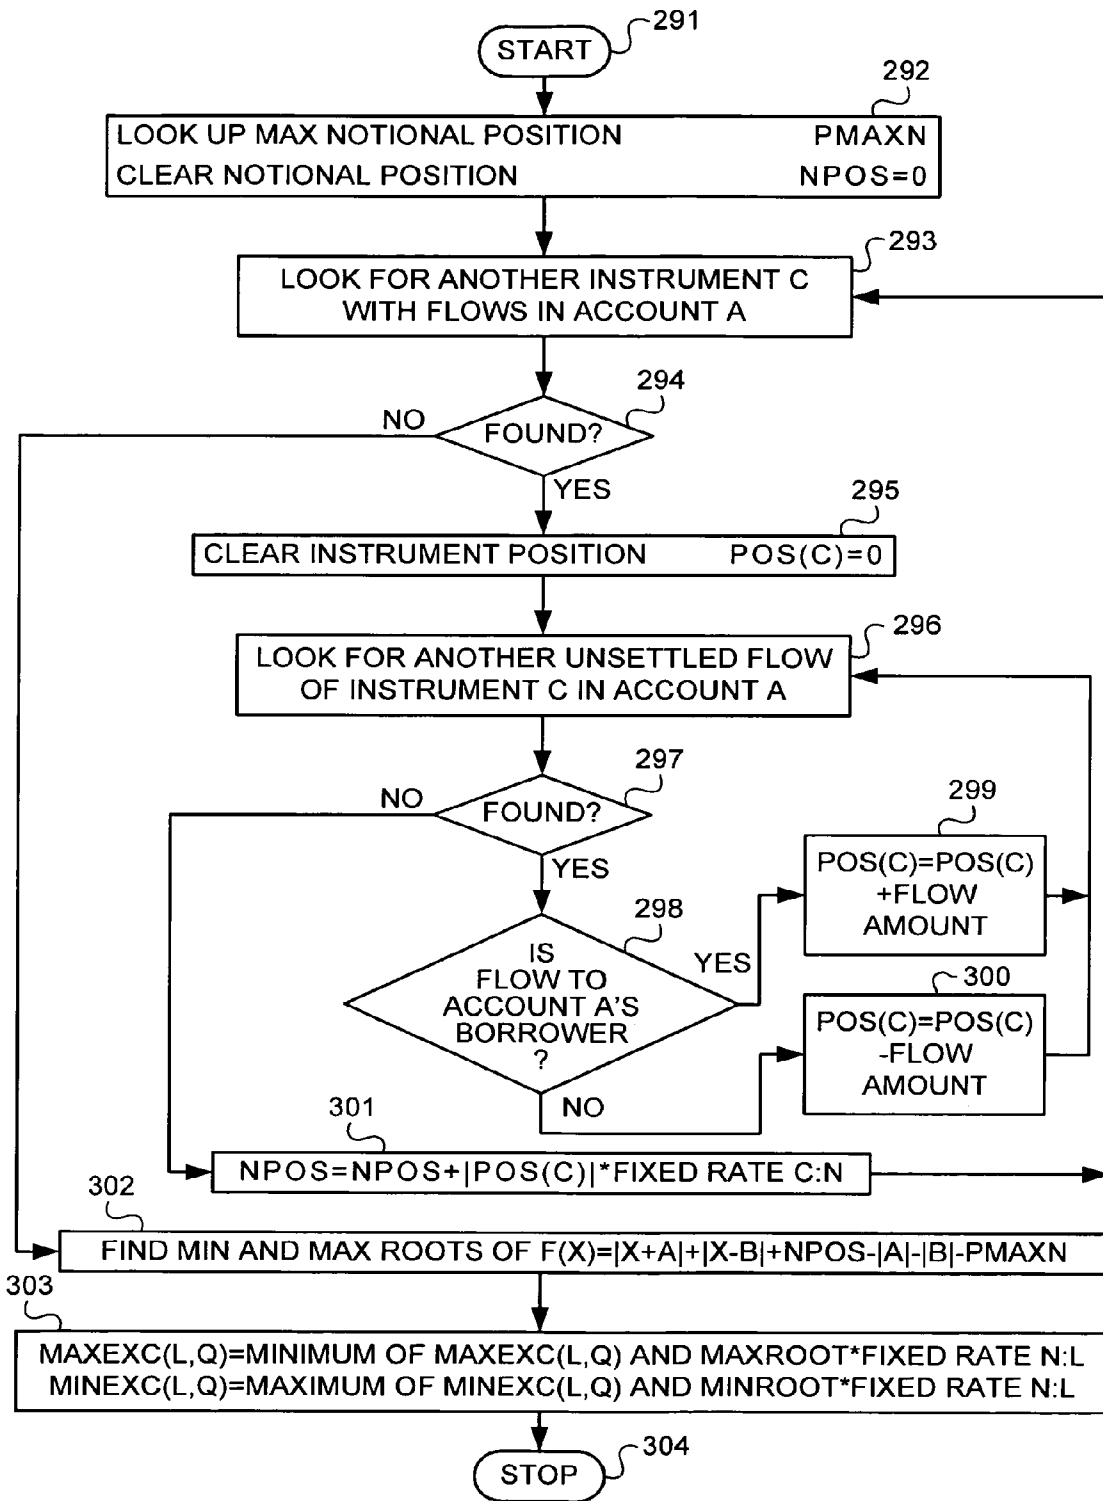 291
START
292
LOOK UP MAX NOTIONAL POSITION PMAXN
CLEAR NOTIONAL POSITION NPOS=0
293
LOOK FOR ANOTHER INSTRUMENT C
WITH FLOWS IN ACCOUNT A
294
NO
FOUND?
YES
295
CLEAR INSTRUMENT POSITION POS(C)=0
296
LOOK FOR ANOTHER UNSETTLED FLOW
OF INSTRUMENT C IN ACCOUNT A
297
NO
FOUND?
YES
299
POS(C)=POS(C)
+FLOW
AMOUNT
298
IS
FLOW TO
ACCOUNT A'S
BORROWER
?
YES
300
POS(C)=POS(C)
-FLOW
AMOUNT
NO
301
NPOS=NPOS+|POS(C)|*FIXED RATE C:N
302
FIND MIN AND MAX ROOTS OF F(X)=|X+A|+|X-B|+NPOS-|A|-|B|-PMAXN
303
MAXEXC(L,Q)=MINIMUM OF MAXEXC(L,Q) AND MAXROOT*FIXED RATE N:L
MINEXC(L,Q)=MAXIMUM OF MINEXC(L,Q) AND MINROOT*FIXED RATE N:L
304
STOP